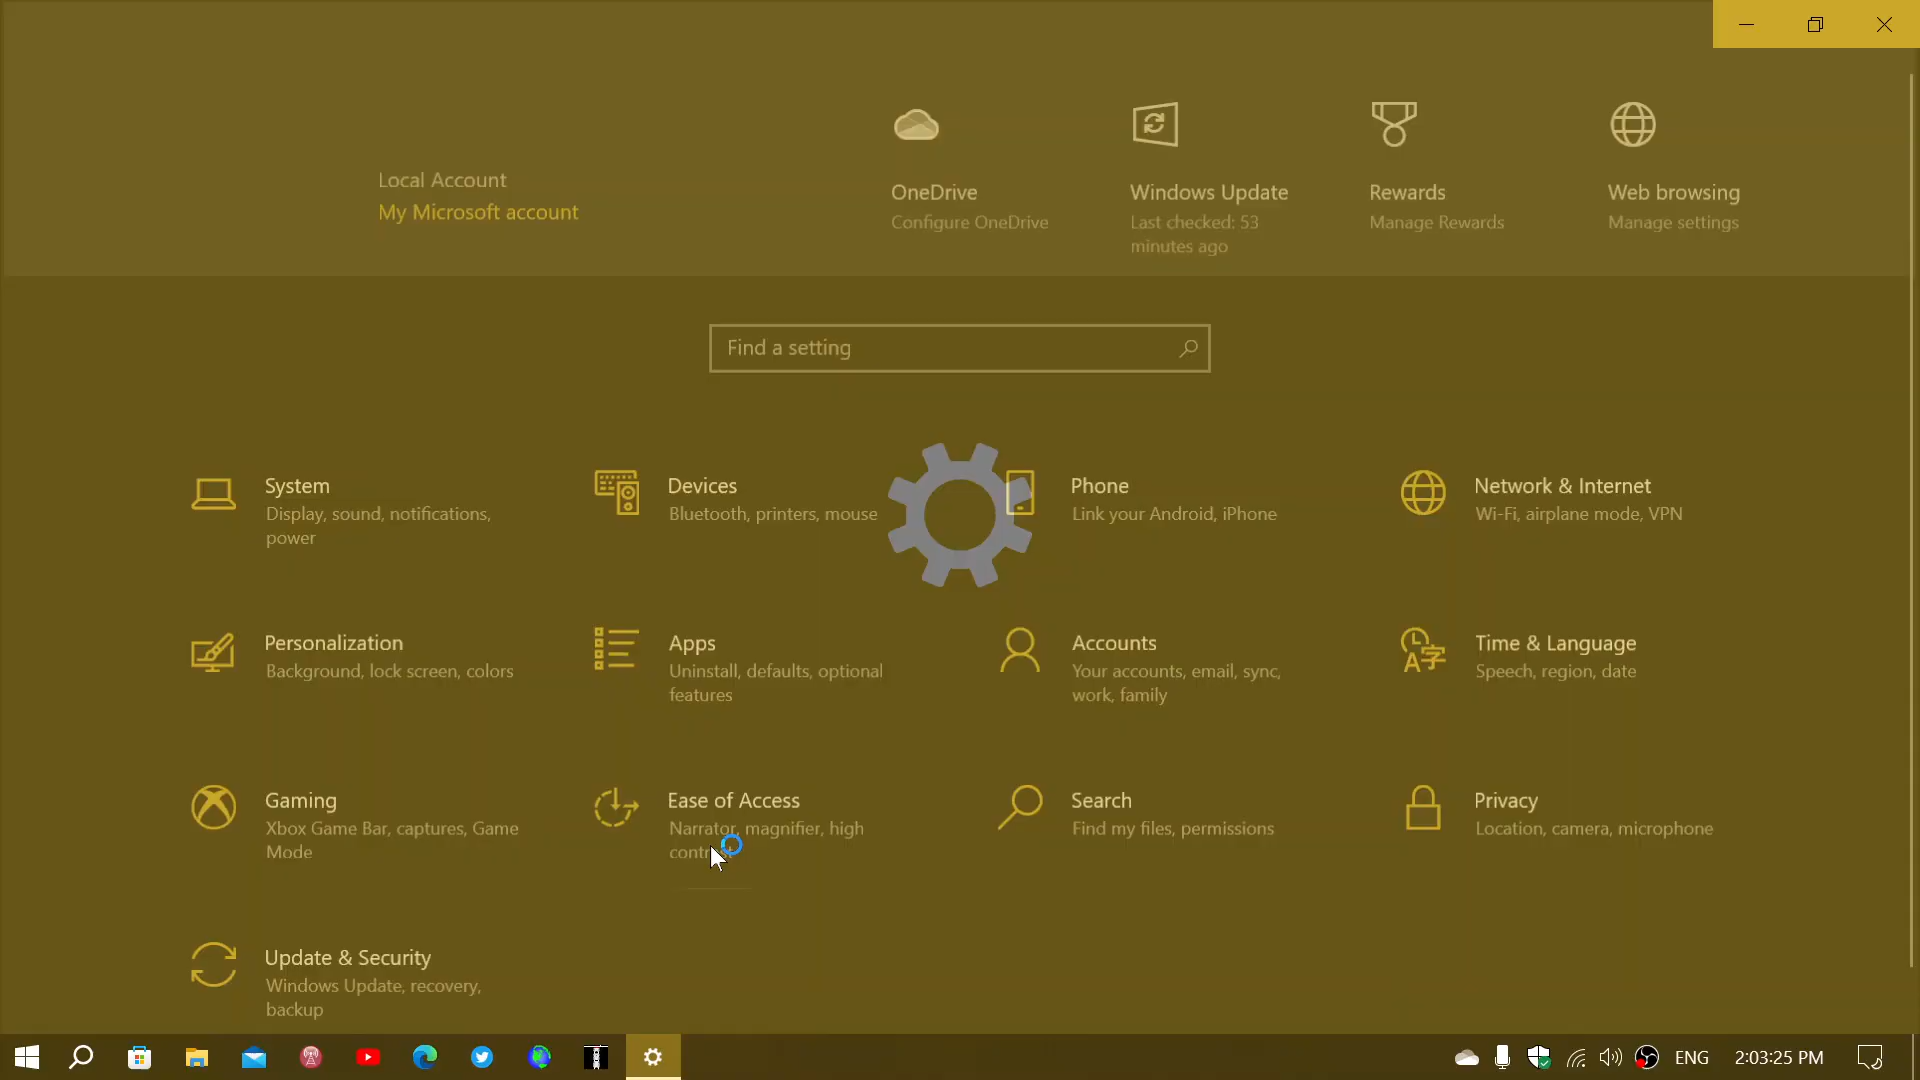 Local Account
My Microsoft account
OneDrive
Configure OneDrive
Windows Update
Last checked: 53
minutes ago
Rewards
Manage Rewards
Web browsing
Manage settings
Find a setting
System
Display, sound, notifications,
power
Devices
Bluetooth, printers, mouse
Phone
Link your Android, iPhone
Network & Internet
Wi-Fi, airplane mode, VPN
Personalization
Background, lock screen, colors
Apps
Uninstall, defaults, optional
features
Accounts
Your accounts, email, sync,
work, family
Time & Language
Speech, region, date
Gaming
Xbox Game Bar, captures, Game
Mode
Ease of Access
Narrator, magnifier, high
contrast
Search
Find my files, permissions
Privacy
Location, camera, microphone
Update & Security
Windows Update, recovery,
backup
ENG
2:03:25 PM